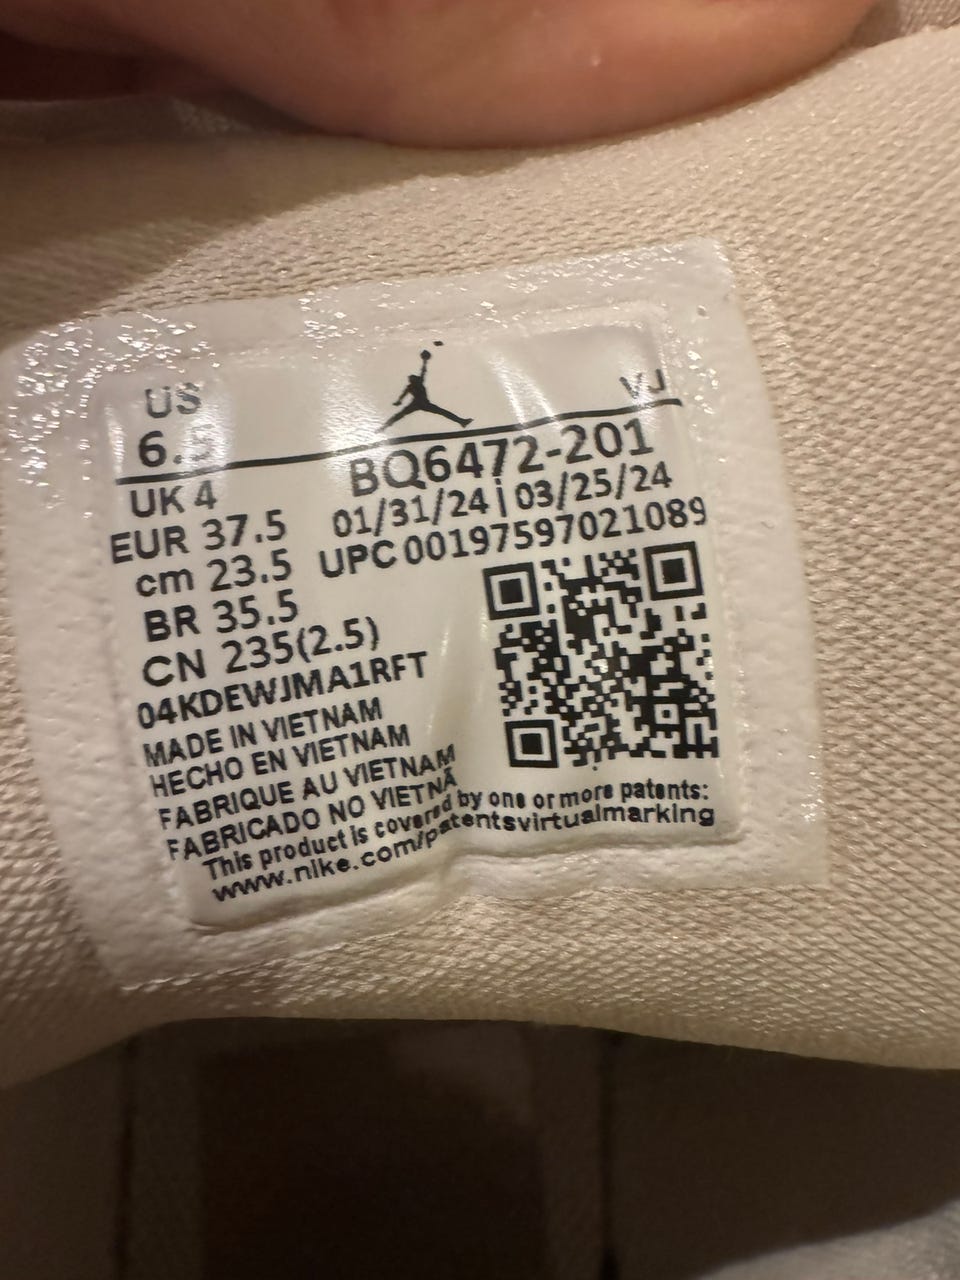 US
VJ
6.5
BQ6472-201
UK 4
01/31/24 | 03/25/24
EUR 37.5
UPC 00197597021089
cm 23.5
BR 35.5
CN 235(2.5)
04KDEWJMA1RFT
MADE IN VIETNAM
HECHO EN VIETNAM
FABRIQUE AU VIETNAM
FABRICADO NO VIETNÃ
This product is covered by one or more patents:
www.nike.com/patentsvirtualmarking